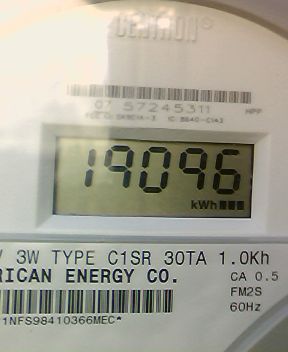 CENTRON®
07 57245311 HPP
19096
kWh
V 3W TYPE C1SR 30TA 1.0Kh
RICAN ENERGY CO.
CA 0.5
FM2S
60Hz
1NFS98410366MEC*